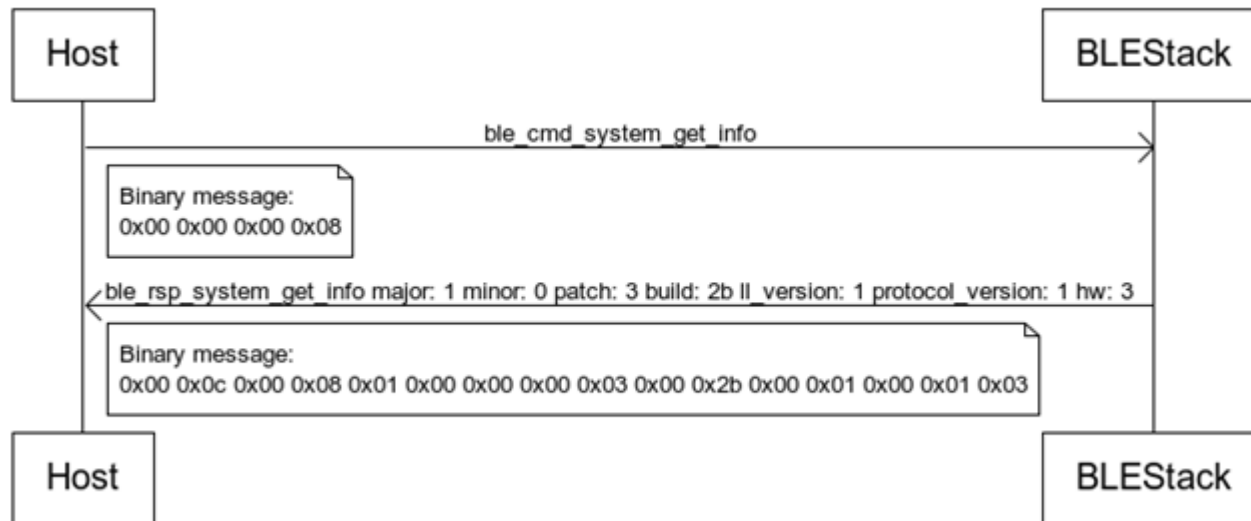 Host
BLEStack
ble_cmd_system_get_info
Binary message:
0x00 0x00 0x00 0x08
ble_rsp_system_get_info major: 1 minor: 0 patch: 3 build: 2b ll_version: 1 protocol_version: 1 hw: 3
Binary message:
0x00 0x0c 0x00 0x08 0x01 0x00 0x00 0x00 0x03 0x00 0x2b 0x00 0x01 0x00 0x01 0x03
Host
BLEStack